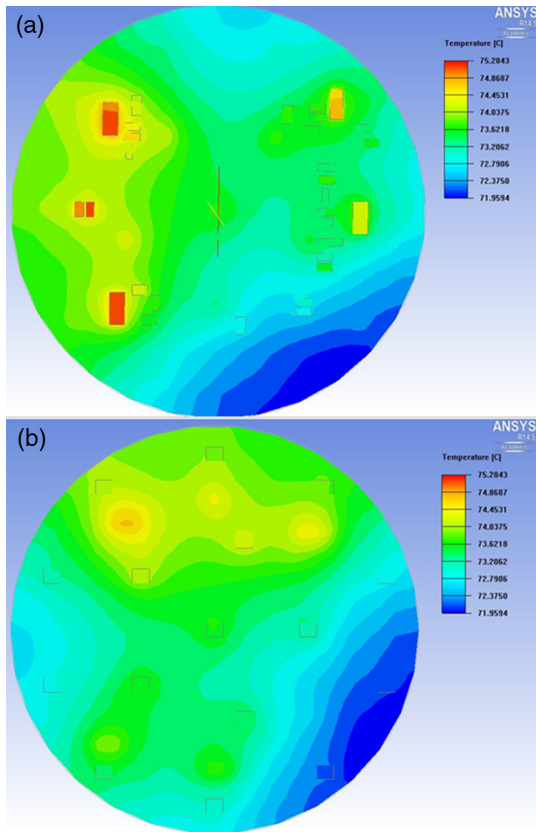 (a)
ANSYS
R14.5
Academic
Temperature [C]
75.2843
74.8687
74.4531
74.0375
73.6218
73.2062
72.7906
72.3750
71.9594
(b)
ANSYS
R14.5
Academic
Temperature [C]
75.2843
74.8687
74.4531
74.0375
73.6218
73.2062
72.7906
72.3750
71.9594